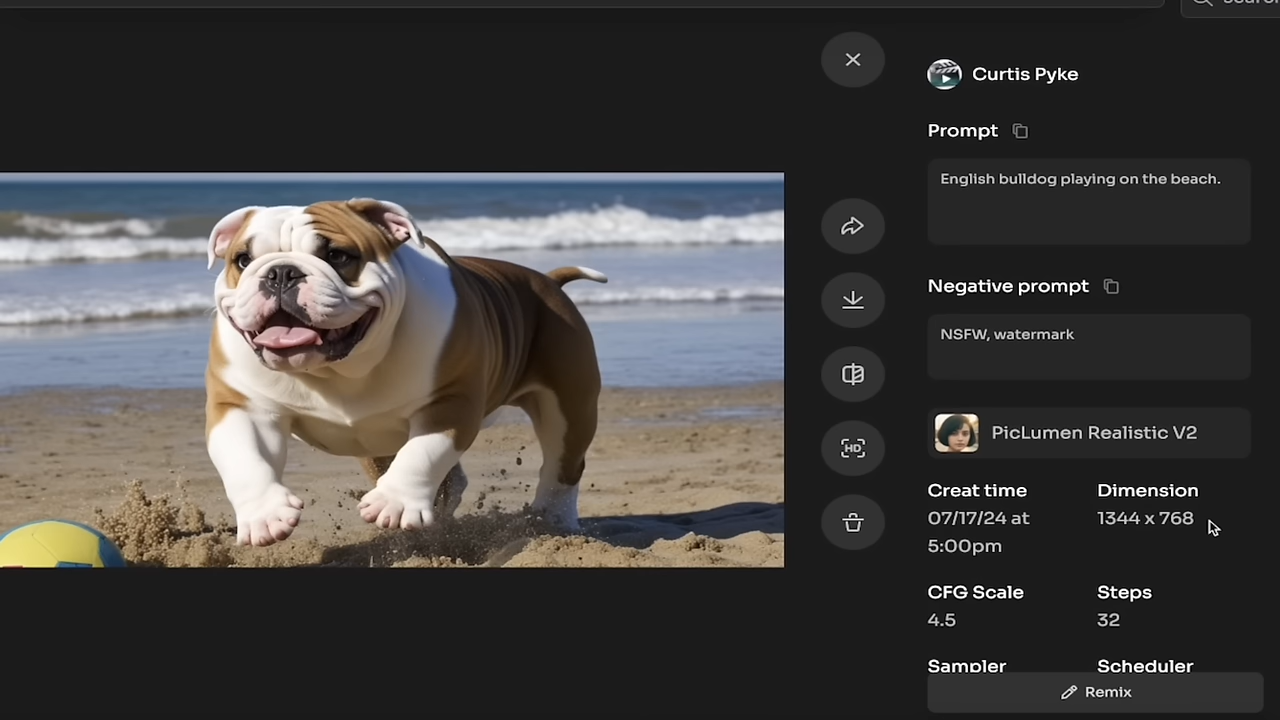 Curtis Pyke
Prompt
English bulldog playing on the beach.
Negative prompt
NSFW, watermark
PicLumen Realistic V2
Creat time
Dimension
07/17/24 at
5:00pm
1344 x 768
CFG Scale
Steps
4.5
32
Sampler
Scheduler
Remix
HD